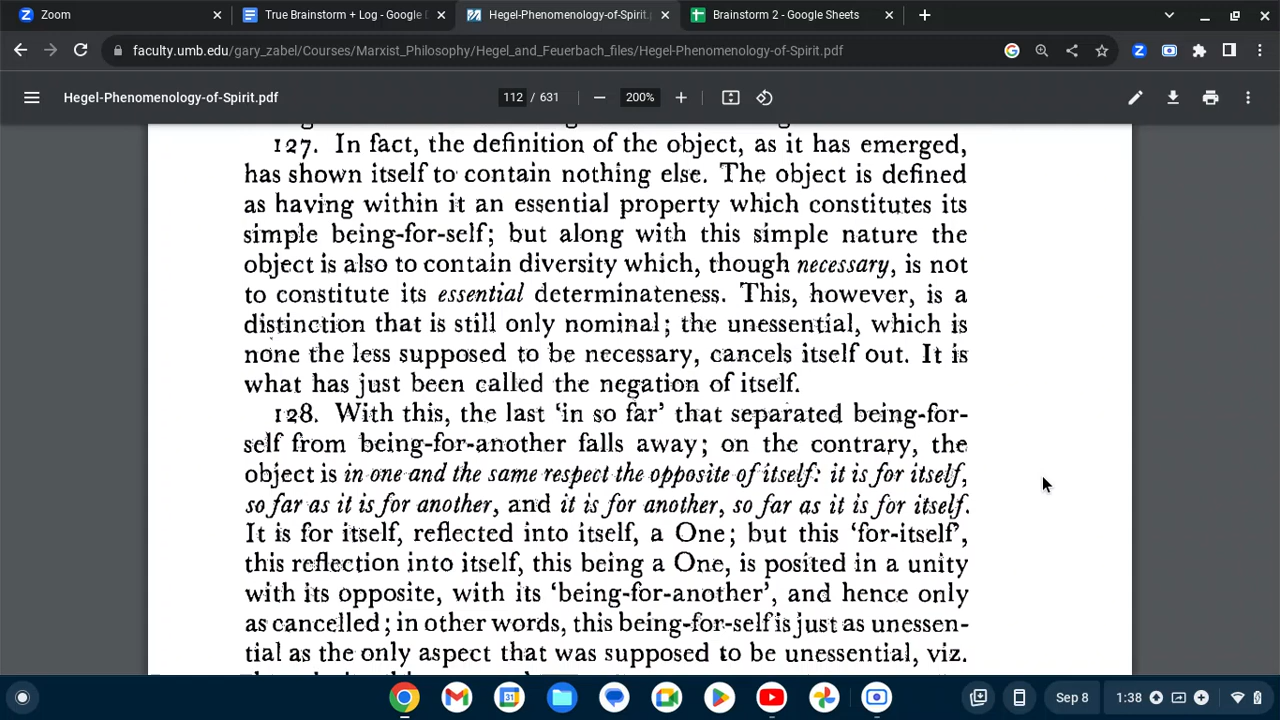 Zoom
True Brainstorm + Log - Google D
Hegel-Phenomenology-of-Spirit.p
Brainstorm 2 - Google Sheets
faculty.umb.edu/gary_zabel/Courses/Marxist_Philosophy/Hegel_and_Feuerbach_files/Hegel-Phenomenology-of-Spirit.pdf
Hegel-Phenomenology-of-Spirit.pdf
112 / 631
200%
127. In fact, the definition of the object, as it has emerged,
has shown itself to contain nothing else. The object is defined
as having within it an essential property which constitutes its
simple being-for-self; but along with this simple nature the
object is also to contain diversity which, though necessary, is not
to constitute its essential determinateness. This, however, is a
distinction that is still only nominal; the unessential, which is
none the less supposed to be necessary, cancels itself out. It is
what has just been called the negation of itself.
128. With this, the last ‘in so far’ that separated being-for-
self from being-for-another falls away; on the contrary, the
object is in one and the same respect the opposite of itself: it is for itself,
so far as it is for another, and it is for another, so far as it is for itself.
It is for itself, reflected into itself, a One; but this ‘for-itself’,
this reflection into itself, this being a One, is posited in a unity
with its opposite, with its ‘being-for-another’, and hence only
as cancelled; in other words, this being-for-self is just as unessen-
tial as the only aspect that was supposed to be unessential, viz.
31
Sep 8
1:38